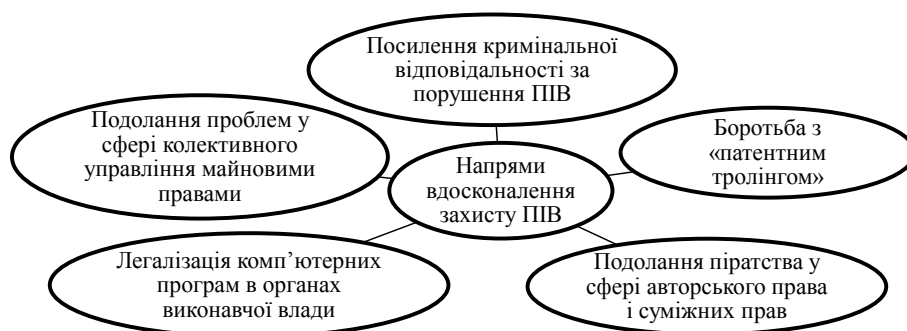 Посилення кримінальної
відповідальності за
порушення ПІВ
Подолання проблем у
сфері колективного
управління майновими
правами
Боротьба з
«патентним
тролінгом»
Напрями
вдосконалення
захисту ПІВ
Легалізація комп’ютерних
програм в органах
виконавчої влади
Подолання піратства у
сфері авторського права
і суміжних прав